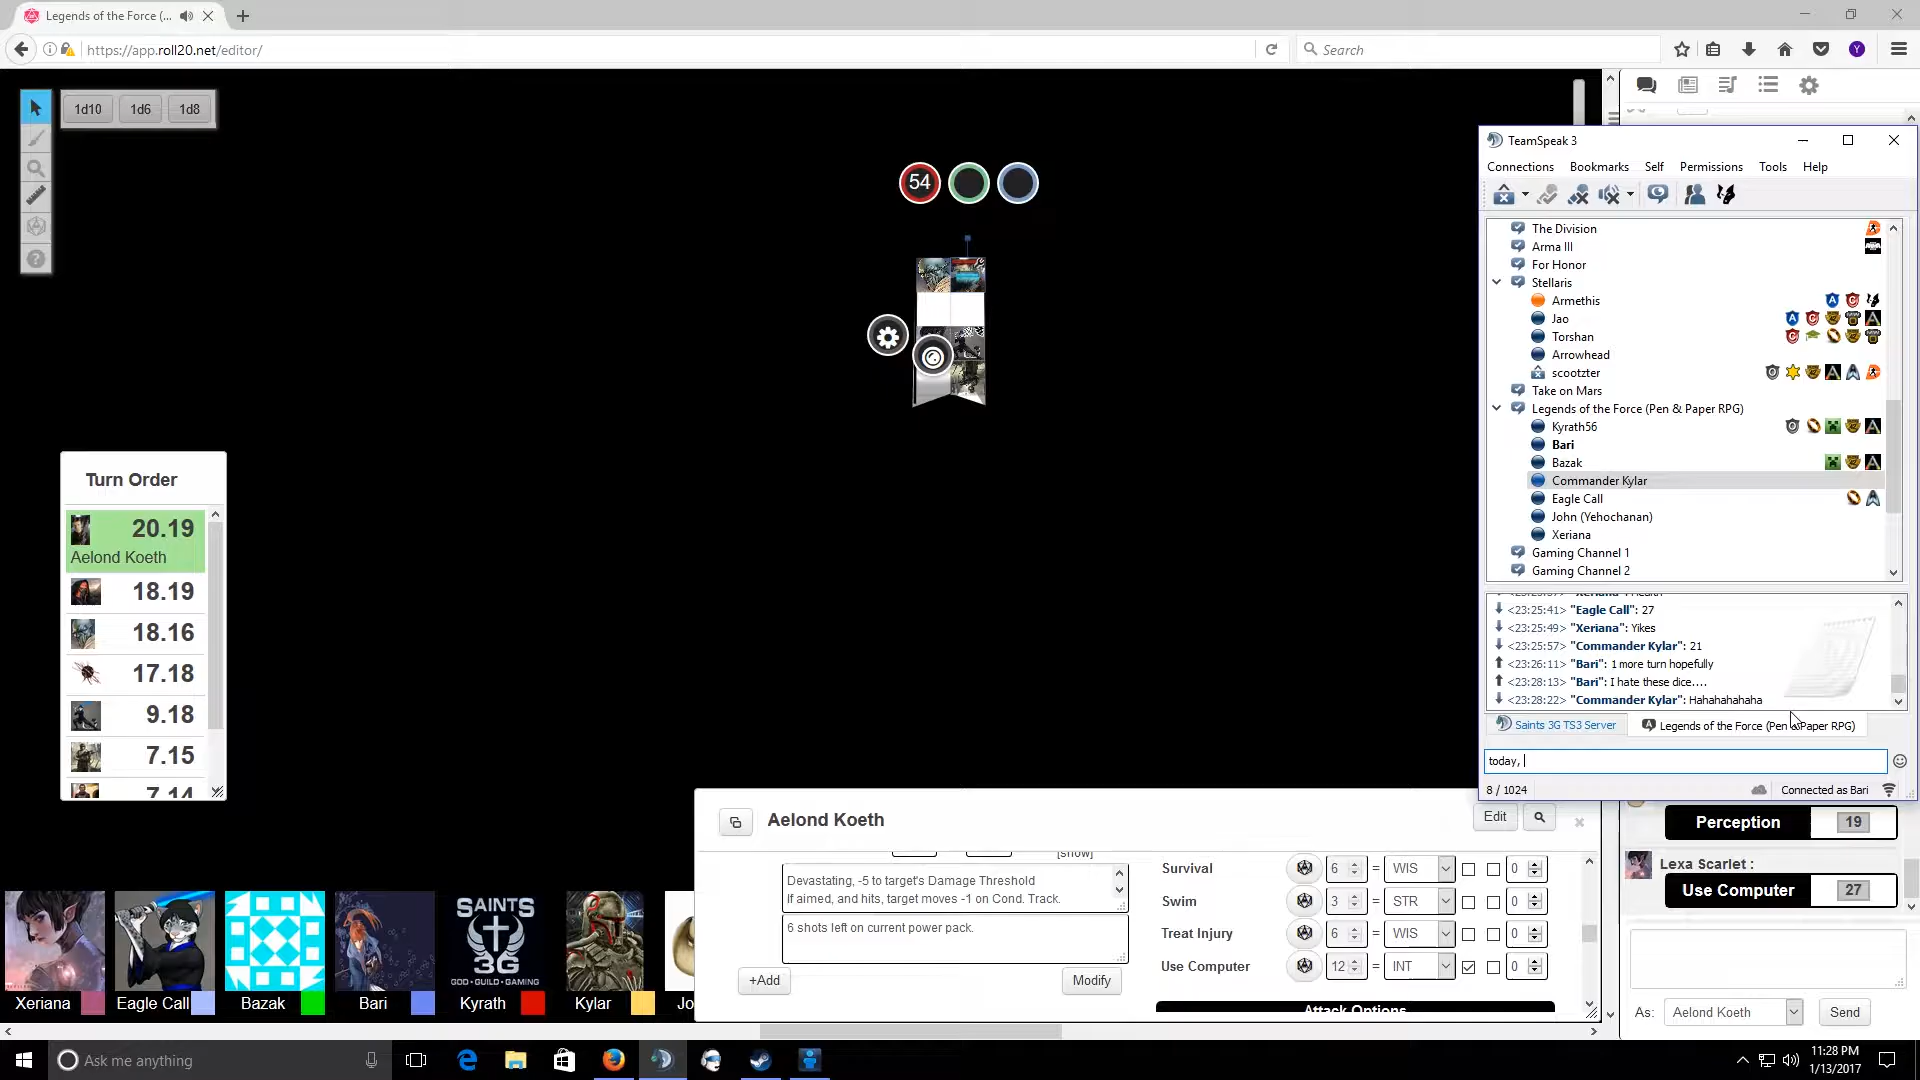 Legends of the Force (...
https://app.roll20.net/editor/
Search
1d10
1d6
1d8
54
Turn Order
20.19
Aelond Koeth
18.19
18.16
17.18
9.18
7.15
7.14
TeamSpeak 3
Connections
Bookmarks
Self
Permissions
Tools
Help
The Division
Arma III
For Honor
Stellaris
Armethis
Jao
Torshan
Arrowhead
scootzter
Take on Mars
Legends of the Force (Pen & Paper RPG)
Kyrath56
Bari
Bazak
Commander Kylar
Eagle Call
John (Yehochanan)
Xeriana
Gaming Channel 1
Gaming Channel 2
<23:25:41> "Eagle Call": 27
<23:25:49> "Xeriana": Yikes
<23:25:57> "Commander Kylar": 21
<23:26:11> "Bari": 1 more turn hopefully
<23:28:13> "Bari": I hate these dice....
<23:28:22> "Commander Kylar": Hahahahahaha
Saints 3G TS3 Server
Legends of the Force (Pen & Paper RPG)
today,
8 / 1024
Connected as Bari
Perception 19
Lexa Scarlet :
Use Computer 27
As: Aelond Koeth
Send
Aelond Koeth
Edit
[show]
Devastating, -5 to target's Damage Threshold
If aimed, and hits, target moves -1 on Cond. Track.
6 shots left on current power pack.
+Add
Modify
Survival 6 = WIS 0
Swim 3 = STR 0
Treat Injury 6 = WIS 0
Use Computer 12 = INT 0
Attack Options
SAINTS
3G
GOD • GUILD • GAMING
Xeriana
Eagle Call
Bazak
Bari
Kyrath
Kylar
Jo
Ask me anything
11:28 PM
1/13/2017